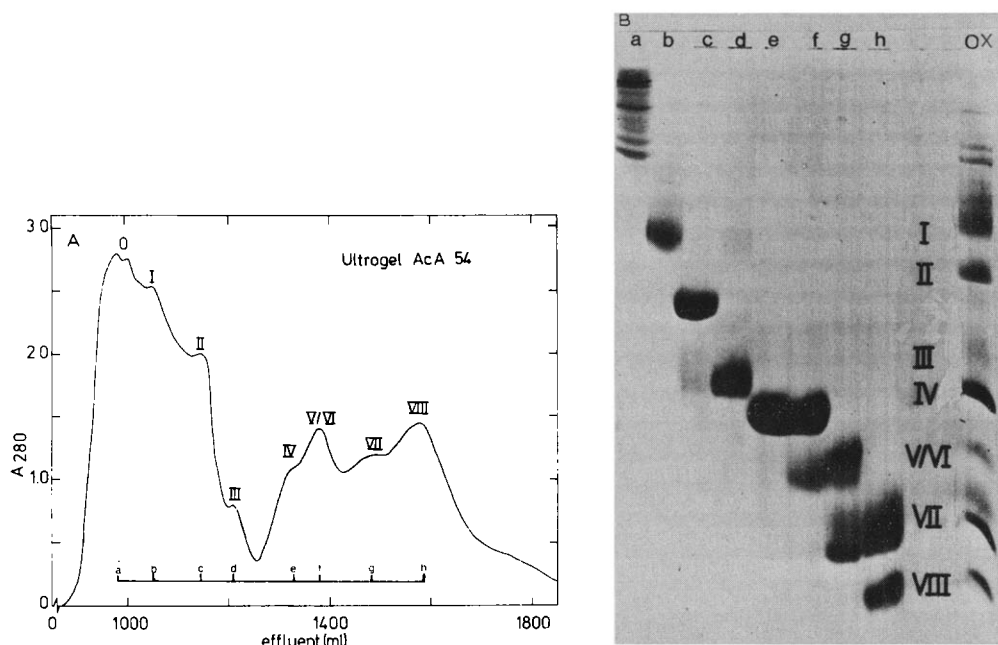 A
O
I
II
III
IV
V/VI
VII
VIII
Ultrogel AcA 54
3.0
2.0
1.0
0
A 280
a b c d e f g h
0 1000 1400 1800
effluent (ml)
B
a b c d e f g h OX
I
II
III
IV
V/VI
VII
VIII